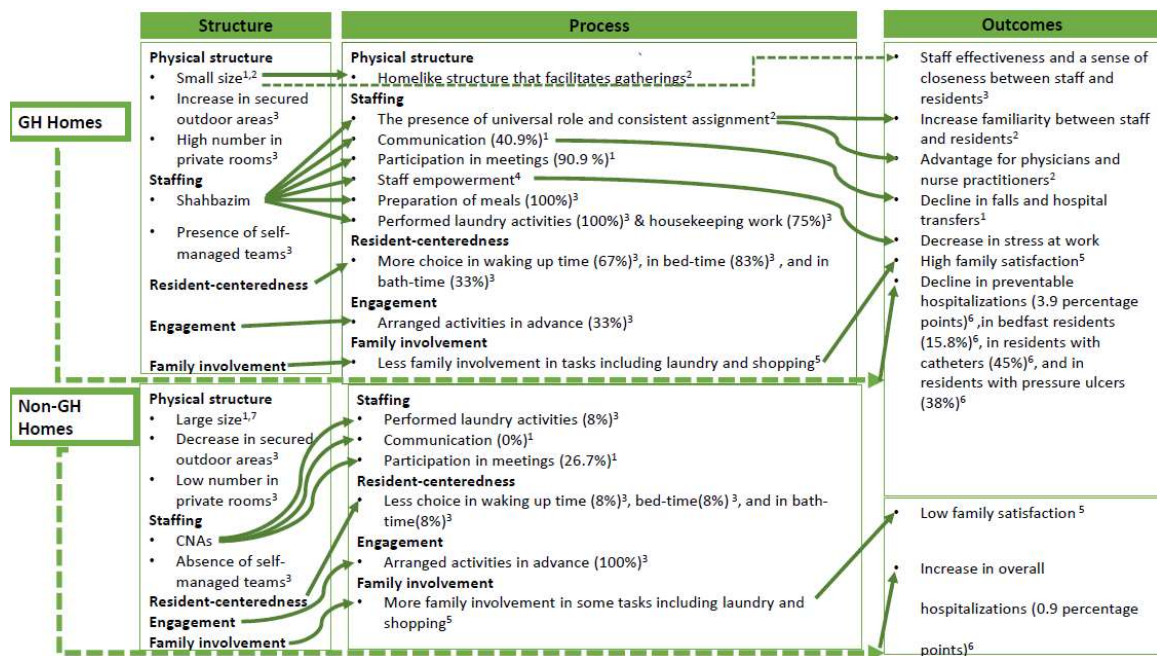 Structure
Process
Outcomes
GH Homes
Physical structure
• Small size1,2
• Increase in secured
outdoor areas3
• High number in
private rooms3
Staffing
• Shahbazim
• Presence of self-
managed teams3
Resident-centeredness
Engagement
Family involvement
Physical structure
• Homelike structure that facilitates gatherings2
Staffing
• The presence of universal role and consistent assignment2
• Communication (40.9%)1
• Participation in meetings (90.9 %)1
• Staff empowerment4
• Preparation of meals (100%)3
• Performed laundry activities (100%)3 & housekeeping work (75%)3
Resident-centeredness
• More choice in waking up time (67%)3, in bed-time (83%)3 , and in
bath-time (33%)3
Engagement
• Arranged activities in advance (33%)3
Family involvement
• Less family involvement in tasks including laundry and shopping5
• Staff effectiveness and a sense of
closeness between staff and
residents3
• Increase familiarity between staff
and residents2
• Advantage for physicians and
nurse practitioners2
• Decline in falls and hospital
transfers1
• Decrease in stress at work
• High family satisfaction5
• Decline in preventable
hospitalizations (3.9 percentage
points)6 ,in bedfast residents
(15.8%)6, in residents with
catheters (45%)6, and in
residents with pressure ulcers
(38%)6
Non-GH
Homes
Physical structure
• Large size1,7
• Decrease in secured
outdoor areas3
• Low number in
private rooms3
Staffing
• CNAs
• Absence of self-
managed teams3
Resident-centeredness
Engagement
Family involvement
Staffing
• Performed laundry activities (8%)3
• Communication (0%)1
• Participation in meetings (26.7%)1
Resident-centeredness
• Less choice in waking up time (8%)3, bed-time(8%) 3, and in bath-
time(8%)3
Engagement
• Arranged activities in advance (100%)3
Family involvement
• More family involvement in some tasks including laundry and
shopping5
• Low family satisfaction 5
• Increase in overall
hospitalizations (0.9 percentage
points)6